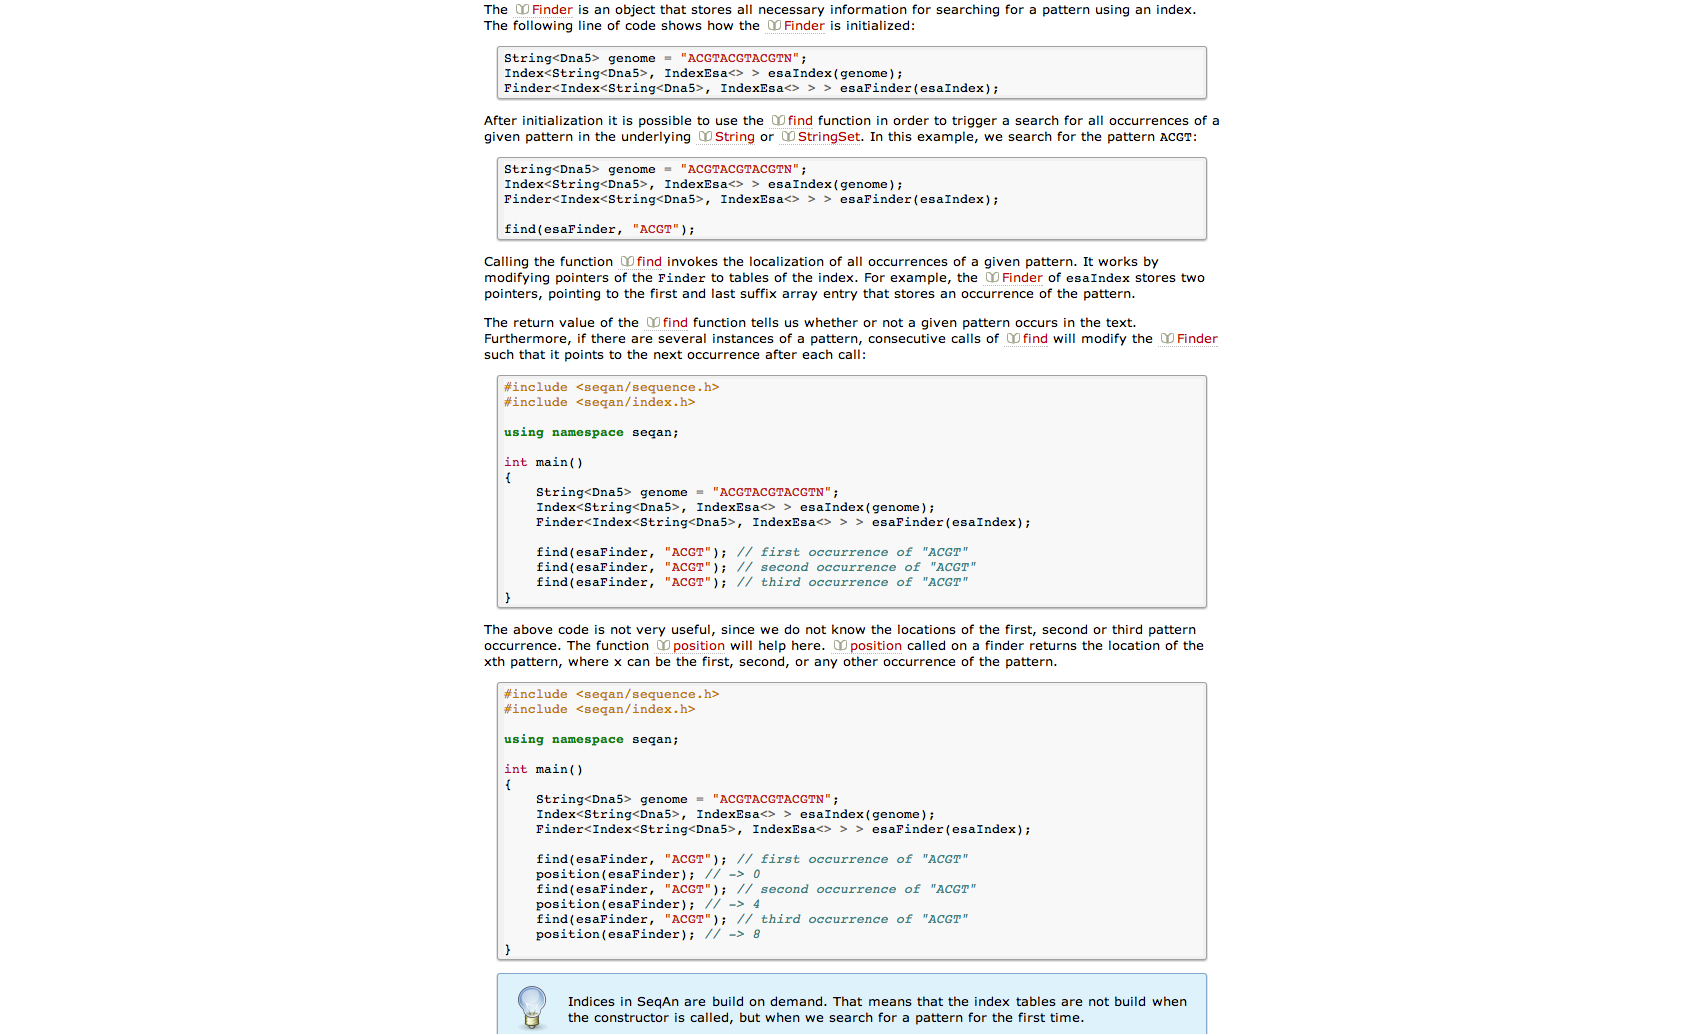 The Finder is an object that stores all necessary information for searching for a pattern using an index.
The following line of code shows how the Finder is initialized:
String<Dna5> genome = "ACGTACGTACGTN";
Index<String<Dna5>, IndexEsa<> > esaIndex(genome);
Finder<Index<String<Dna5>, IndexEsa<> > > esaFinder(esaIndex);
After initialization it is possible to use the find function in order to trigger a search for all occurrences of a
given pattern in the underlying String or StringSet. In this example, we search for the pattern ACGT:
String<Dna5> genome = "ACGTACGTACGTN";
Index<String<Dna5>, IndexEsa<> > esaIndex(genome);
Finder<Index<String<Dna5>, IndexEsa<> > > esaFinder(esaIndex);
find(esaFinder, "ACGT");
Calling the function find invokes the localization of all occurrences of a given pattern. It works by
modifying pointers of the Finder to tables of the index. For example, the Finder of esaIndex stores two
pointers, pointing to the first and last suffix array entry that stores an occurrence of the pattern.
The return value of the find function tells us whether or not a given pattern occurs in the text.
Furthermore, if there are several instances of a pattern, consecutive calls of find will modify the Finder
such that it points to the next occurrence after each call:
#include <seqan/sequence.h>
#include <seqan/index.h>
using namespace seqan;
int main()
{
String<Dna5> genome = "ACGTACGTACGTN";
Index<String<Dna5>, IndexEsa<> > esaIndex(genome);
Finder<Index<String<Dna5>, IndexEsa<> > > esaFinder(esaIndex);
find(esaFinder, "ACGT"); // first occurrence of "ACGT"
find(esaFinder, "ACGT"); // second occurrence of "ACGT"
find(esaFinder, "ACGT"); // third occurrence of "ACGT"
}
The above code is not very useful, since we do not know the locations of the first, second or third pattern
occurrence. The function position will help here. position called on a finder returns the location of the
xth pattern, where x can be the first, second, or any other occurrence of the pattern.
#include <seqan/sequence.h>
#include <seqan/index.h>
using namespace seqan;
int main()
{
String<Dna5> genome = "ACGTACGTACGTN";
Index<String<Dna5>, IndexEsa<> > esaIndex(genome);
Finder<Index<String<Dna5>, IndexEsa<> > > esaFinder(esaIndex);
find(esaFinder, "ACGT"); // first occurrence of "ACGT"
position(esaFinder); // -> 0
find(esaFinder, "ACGT"); // second occurrence of "ACGT"
position(esaFinder); // -> 4
find(esaFinder, "ACGT"); // third occurrence of "ACGT"
position(esaFinder); // -> 8
}
Indices in SeqAn are build on demand. That means that the index tables are not build when
the constructor is called, but when we search for a pattern for the first time.